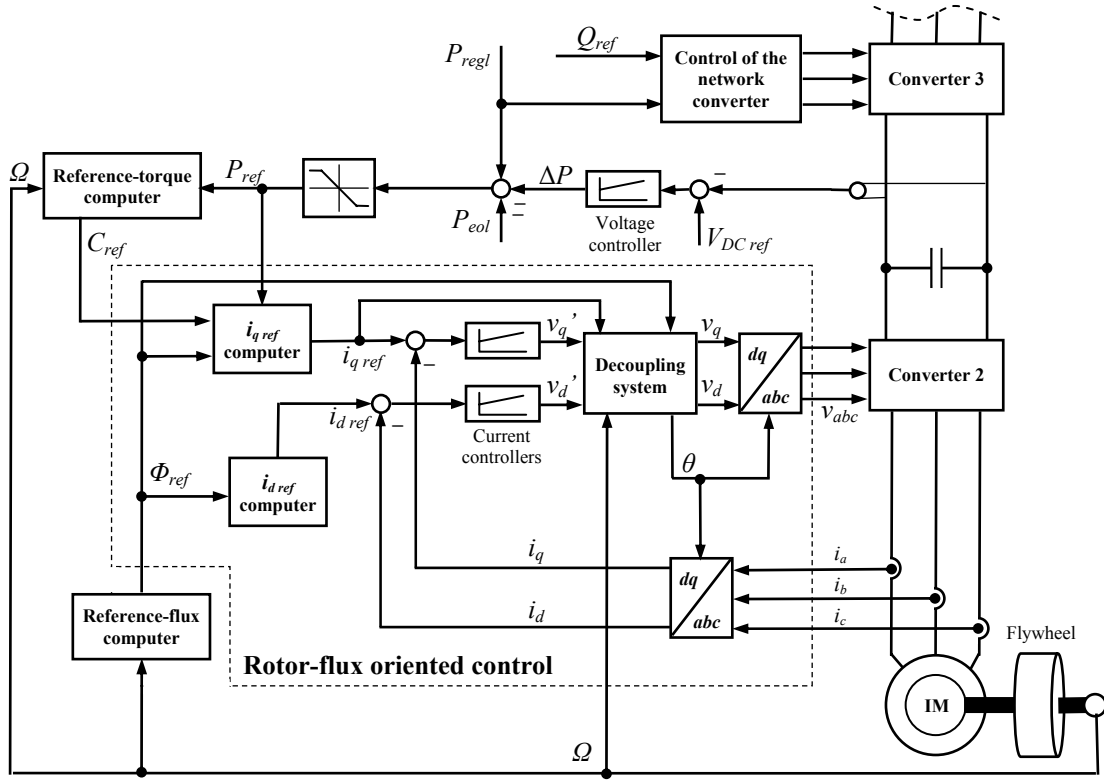 Q_ref
P_regl
Control of the
network
converter
Converter 3
Ω
Reference-torque
computer
P_ref
ΔP
−
−
−
P_eol
Voltage
controller
V_DC ref
C_ref
i_q ref
computer
i_q ref
−
v_q’
Decoupling
system
v_q
dq
abc
Converter 2
i_d ref
−
v_d’
v_d
v_abc
Current
controllers
Φ_ref
i_d ref
computer
θ
i_q
dq
abc
i_a
i_b
i_d
i_c
Reference-flux
computer
Rotor-flux oriented control
Flywheel
IM
Ω